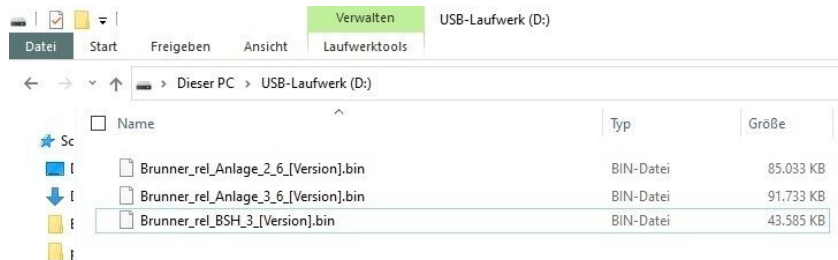 Verwalten USB-Laufwerk (D:)
Datei Start Freigeben Ansicht Laufwerktools
Dieser PC > USB-Laufwerk (D:)
Name Typ Größe
Brunner_rel_Anlage_2_6_[Version].bin BIN-Datei 85.033 KB
Brunner_rel_Anlage_3_6_[Version].bin BIN-Datei 91.733 KB
Brunner_rel_BSH_3_[Version].bin BIN-Datei 43.585 KB